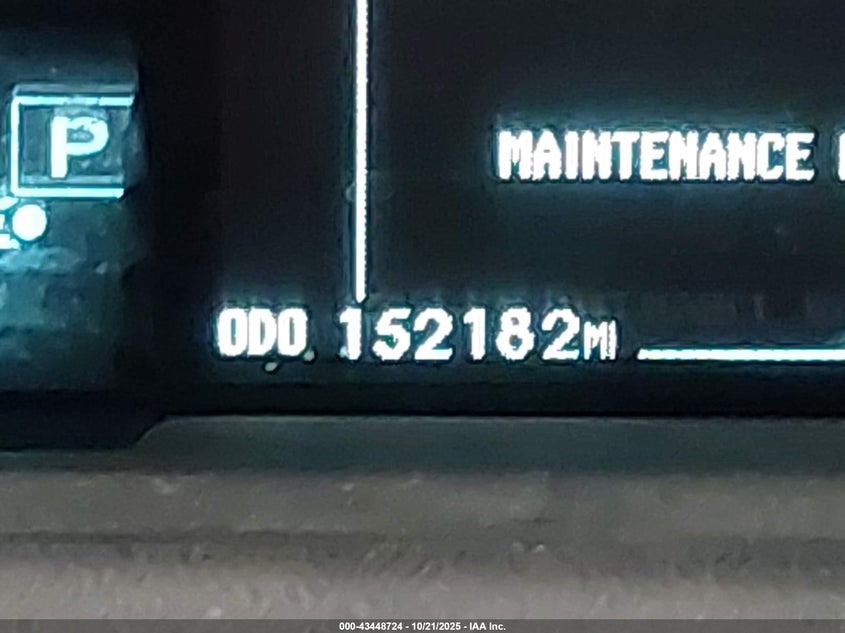 P
MAINTENANCE
ODO 152182MI
000-43448724 - 10/21/2025 - IAA Inc.